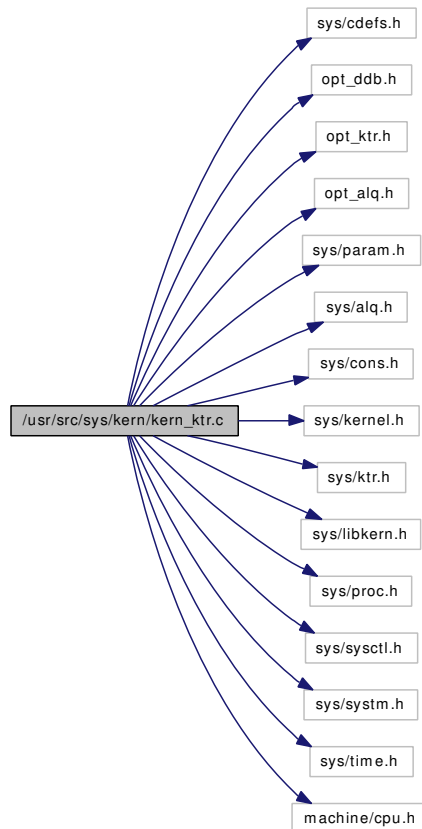 sys/cdefs.h
opt_ddb.h
opt_ktr.h
opt_alq.h
sys/param.h
sys/alq.h
sys/cons.h
/usr/src/sys/kern/kern_ktr.c
sys/kernel.h
sys/ktr.h
sys/libkern.h
sys/proc.h
sys/sysctl.h
sys/systm.h
sys/time.h
machine/cpu.h